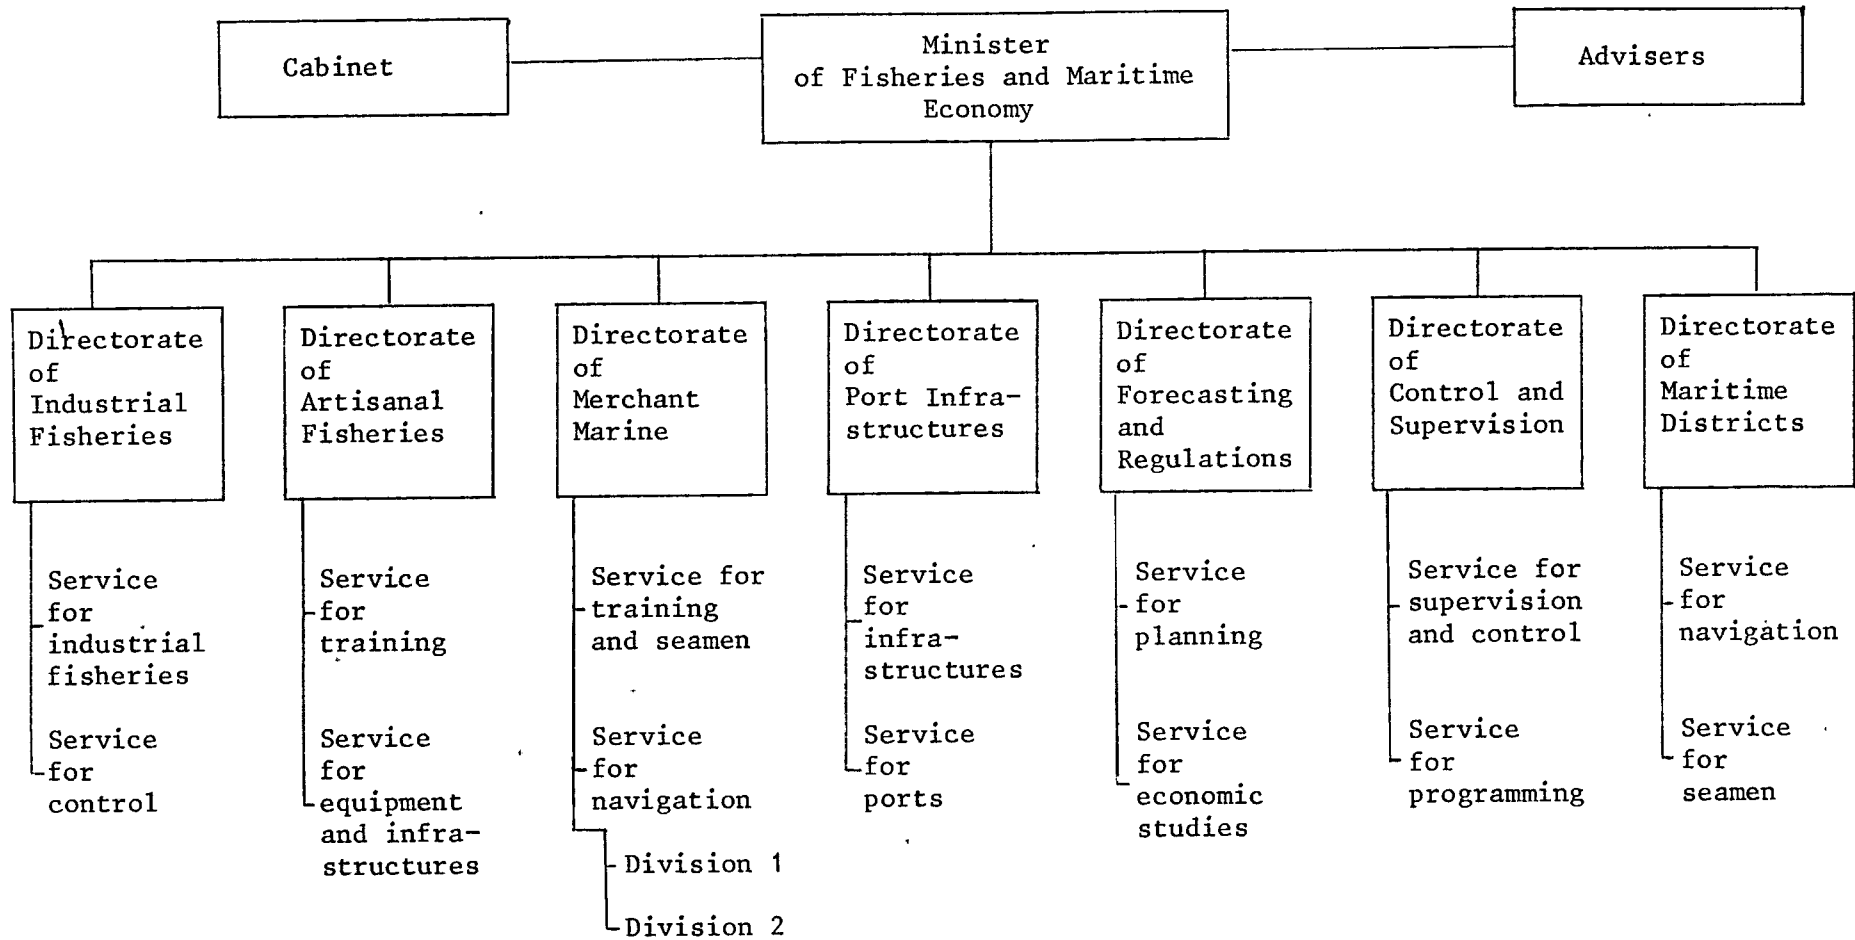 Cabinet
Minister
of Fisheries and Maritime
Economy
Advisers
Directorate
of
Industrial
Fisheries
Directorate
of
Artisanal
Fisheries
Directorate
of
Merchant
Marine
Directorate
of
Port Infra-
structures
Directorate
of
Forecasting
and
Regulations
Directorate
of
Control and
Supervision
Directorate
of
Maritime
Districts
Service
for
industrial
fisheries
Service
for
control
Service
for
training
Service
for
equipment
and infra-
structures
Service for
training
and seamen
Service
for
navigation
Division 1
Division 2
Service
for
infra-
structures
Service
for
ports
Service
for
planning
Service
for
economic
studies
Service for
supervision
and control
Service
for
programming
Service
for
navigation
Service
for
seamen